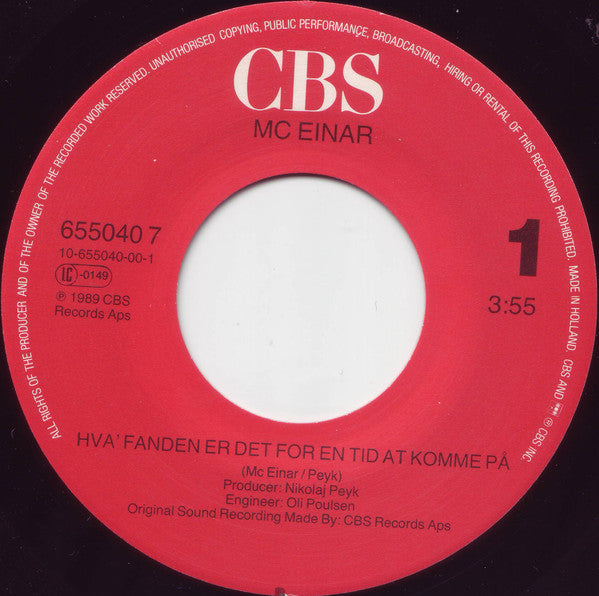 ALL RIGHTS OF THE PRODUCER AND OF THE OWNER OF THE RECORDED WORK RESERVED. UNAUTHORISED COPYING, PUBLIC PERFORMANCE, BROADCASTING, HIRING OR RENTAL OF THIS RECORDING PROHIBITED. MADE IN HOLLAND. CBS AND ℗ CBS INC.
CBS
MC EINAR
655040 7
10-655040-00-1
IC -0149
℗ 1989 CBS
Records Aps
1
3:55
HVA' FANDEN ER DET FOR EN TID AT KOMME PÅ
(Mc Einar / Peyk)
Producer: Nikolaj Peyk
Engineer: Oli Poulsen
Original Sound Recording Made By: CBS Records Aps